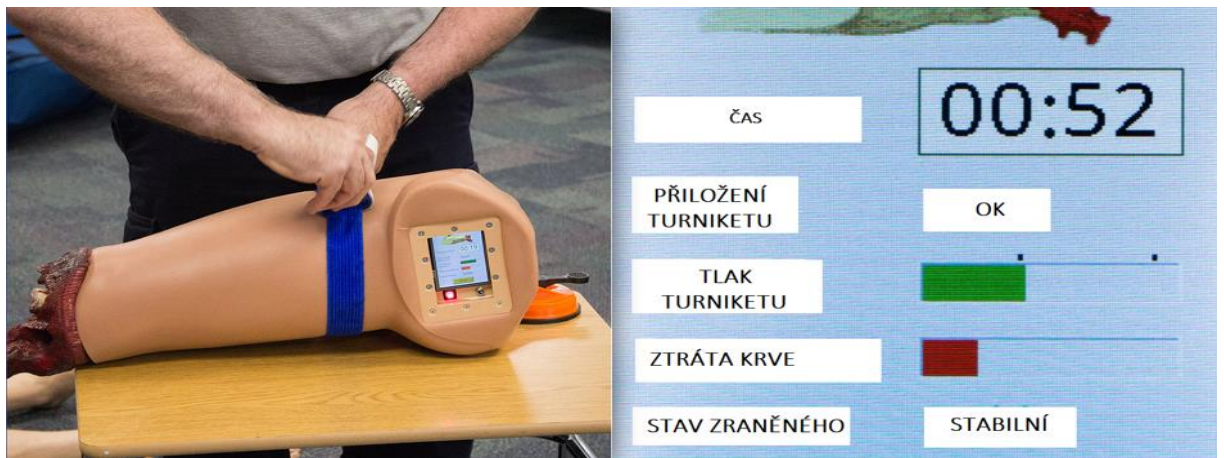 ČAS
00:52
PŘILOŽENÍ
TURNIKETU
OK
TLAK
TURNIKETU
ZTRÁTA KRVE
STAV ZRANĚNÉHO
STABILNÍ